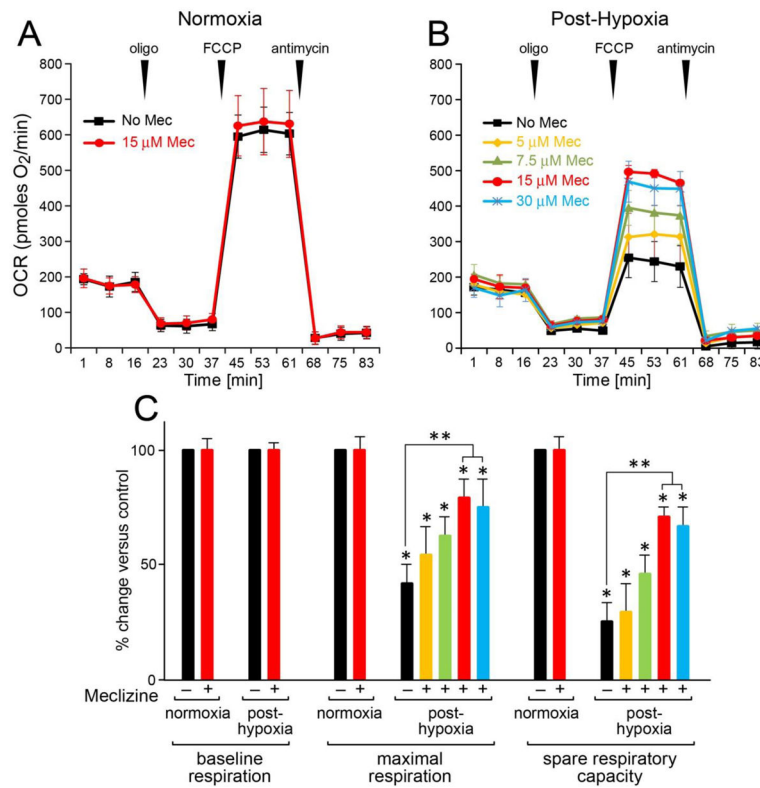 A
Normoxia
oligo FCCP antimycin
OCR (pmoles O2/min)
800
700
600
500
400
300
200
100
0
No Mec
15 μM Mec
1 8 16 23 30 37 45 53 61 68 75 83
Time [min]
B
Post-Hypoxia
oligo FCCP antimycin
800
700
600
500
400
300
200
100
0
No Mec
5 μM Mec
7.5 μM Mec
15 μM Mec
30 μM Mec
1 8 16 23 30 37 45 53 61 68 75 83
Time [min]
C
% change versus control
100
50
0
** **
* * * * * * * * * *
Meclizine – + – + – + – + + + + – + – + + + +
normoxia post-hypoxia normoxia post-hypoxia normoxia post-hypoxia
baseline respiration
maximal respiration
spare respiratory capacity